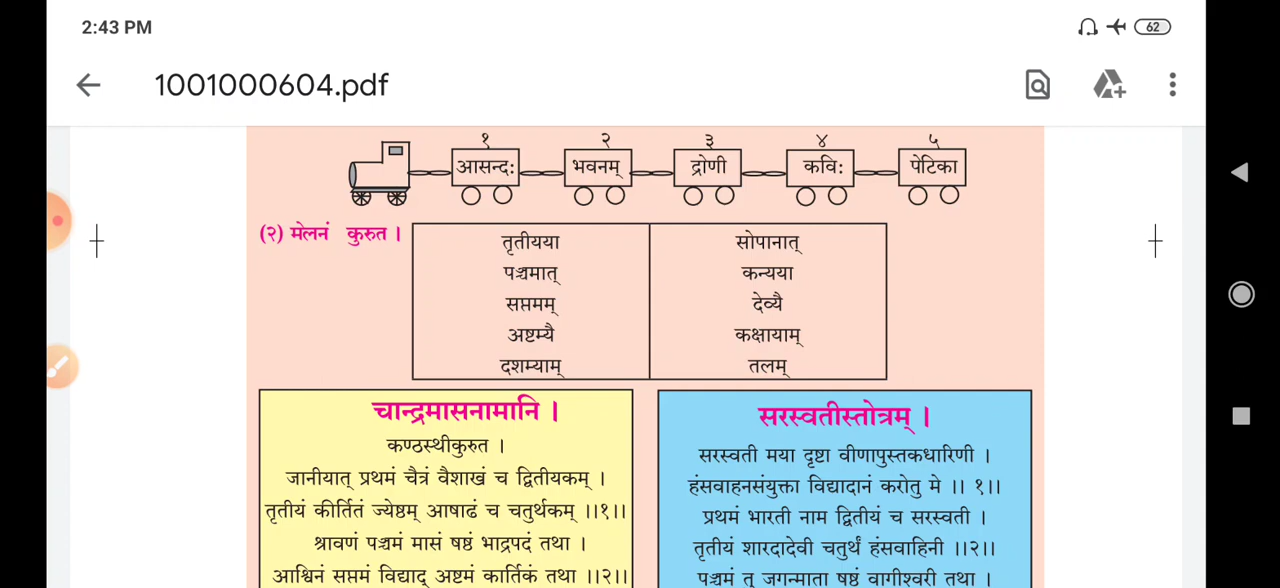 2:43 PM
62
1001000604.pdf
१ २ ३ ४ ५
आसन्दः भवनम् द्रोणी कविः पेटिका
(२) मेलनं कुरुत ।
तृतीयया सोपानात्
पञ्चमात् कन्यया
सप्तमम् देव्यै
अष्टम्यै कक्षायाम्
दशम्याम् तलम्
चान्द्रमासनामानि ।
कण्ठस्थीकुरुत ।
जानीयात् प्रथमं चैत्रं वैशाखं च द्वितीयकम् ।
तृतीयं कीर्तितं ज्येष्ठम् आषाढं च चतुर्थकम् ।।१।।
श्रावणं पञ्चमं मासं षष्ठं भाद्रपदं तथा ।
आश्विनं सप्तमं विद्याद् अष्टमं कार्तिकं तथा ।।२।।
सरस्वतीस्तोत्रम् ।
सरस्वती मया दृष्टा वीणापुस्तकधारिणी ।
हंसवाहनसंयुक्ता विद्यादानं करोतु मे ।। १।।
प्रथमं भारती नाम द्वितीयं च सरस्वती ।
तृतीयं शारदादेवी चतुर्थं हंसवाहिनी ।।२।।
पञ्चमं तु जगन्माता षष्ठं वागीश्वरी तथा ।